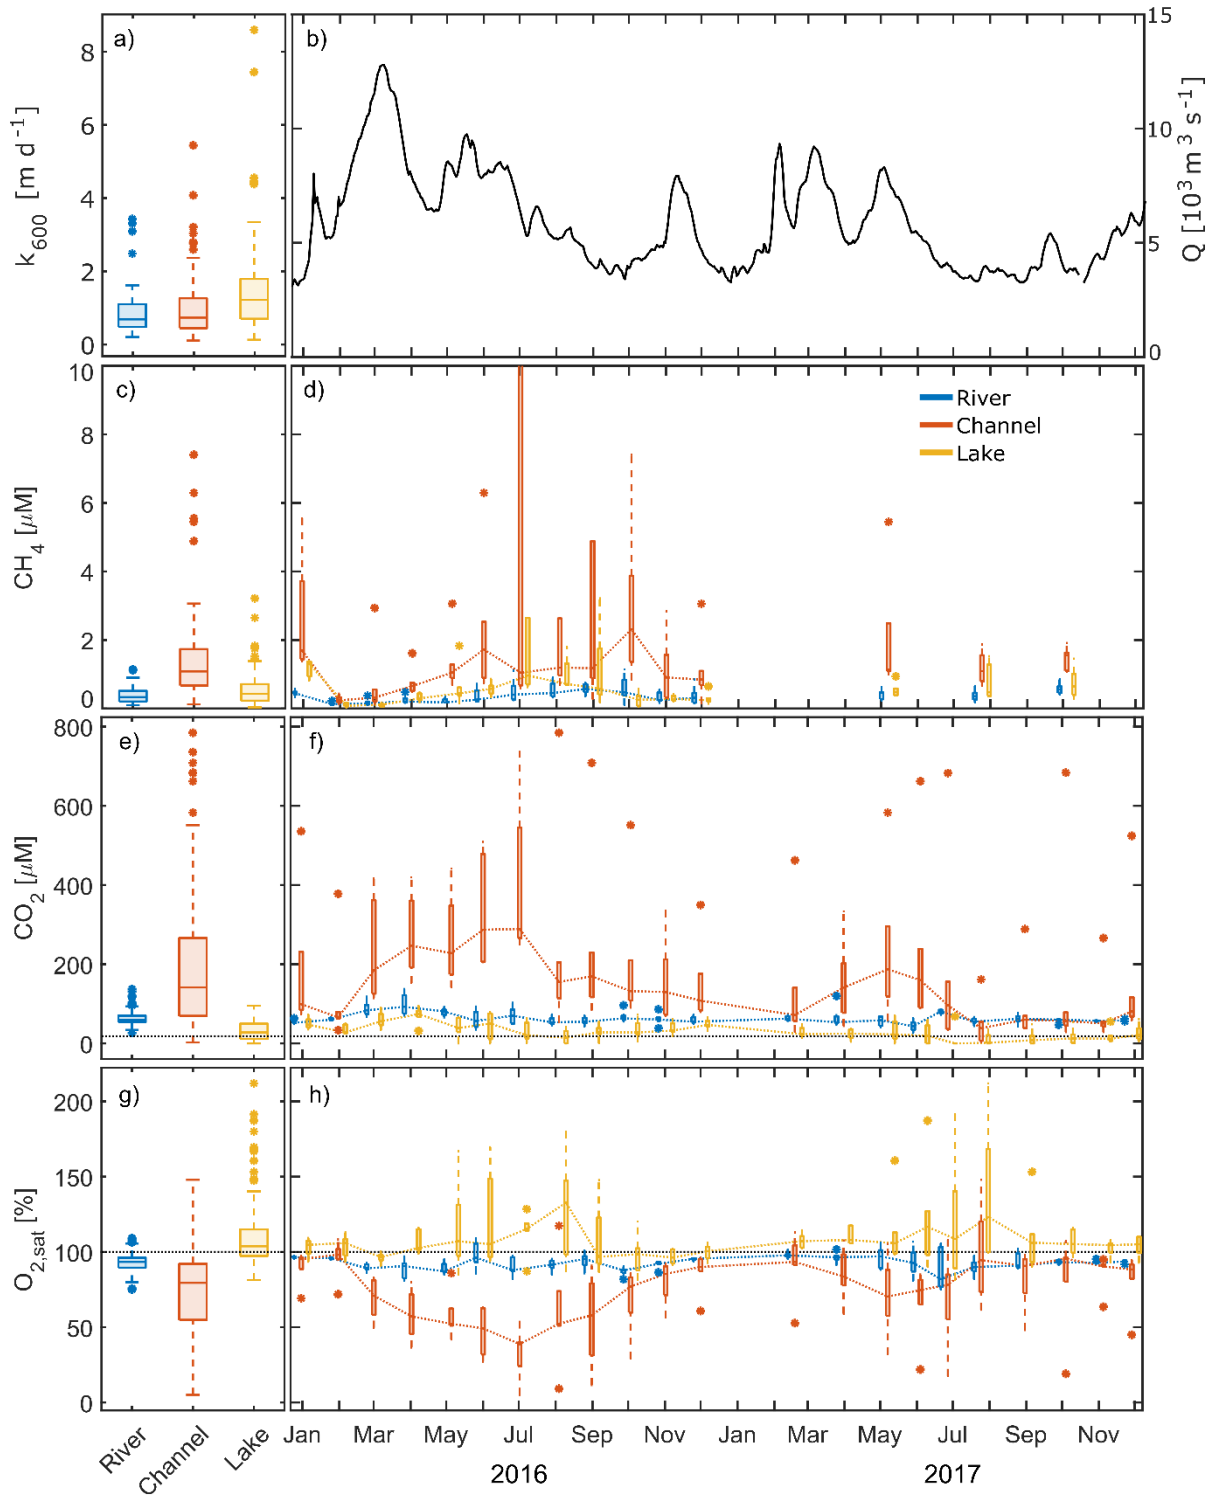 a)
b)
k600 [m d-1]
8
6
4
2
0
15
10
5
0
Q [103 m3 s-1]
c)
d)
CH4 [μM]
10
8
6
4
2
0
River
Channel
Lake
e)
f)
CO2 [μM]
800
600
400
200
0
g)
h)
O2,sat [%]
200
150
100
50
0
River
Channel
Lake
Jan Mar May Jul Sep Nov Jan Mar May Jul Sep Nov
2016 2017